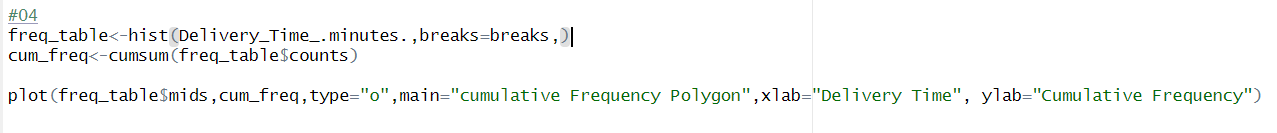 #04
freq_table<-hist(Delivery_Time_.minutes.,breaks=breaks,)
cum_freq<-cumsum(freq_table$counts)
plot(freq_table$mids,cum_freq,type="o",main="cumulative Frequency Polygon",xlab="Delivery Time", ylab="Cumulative Frequency")